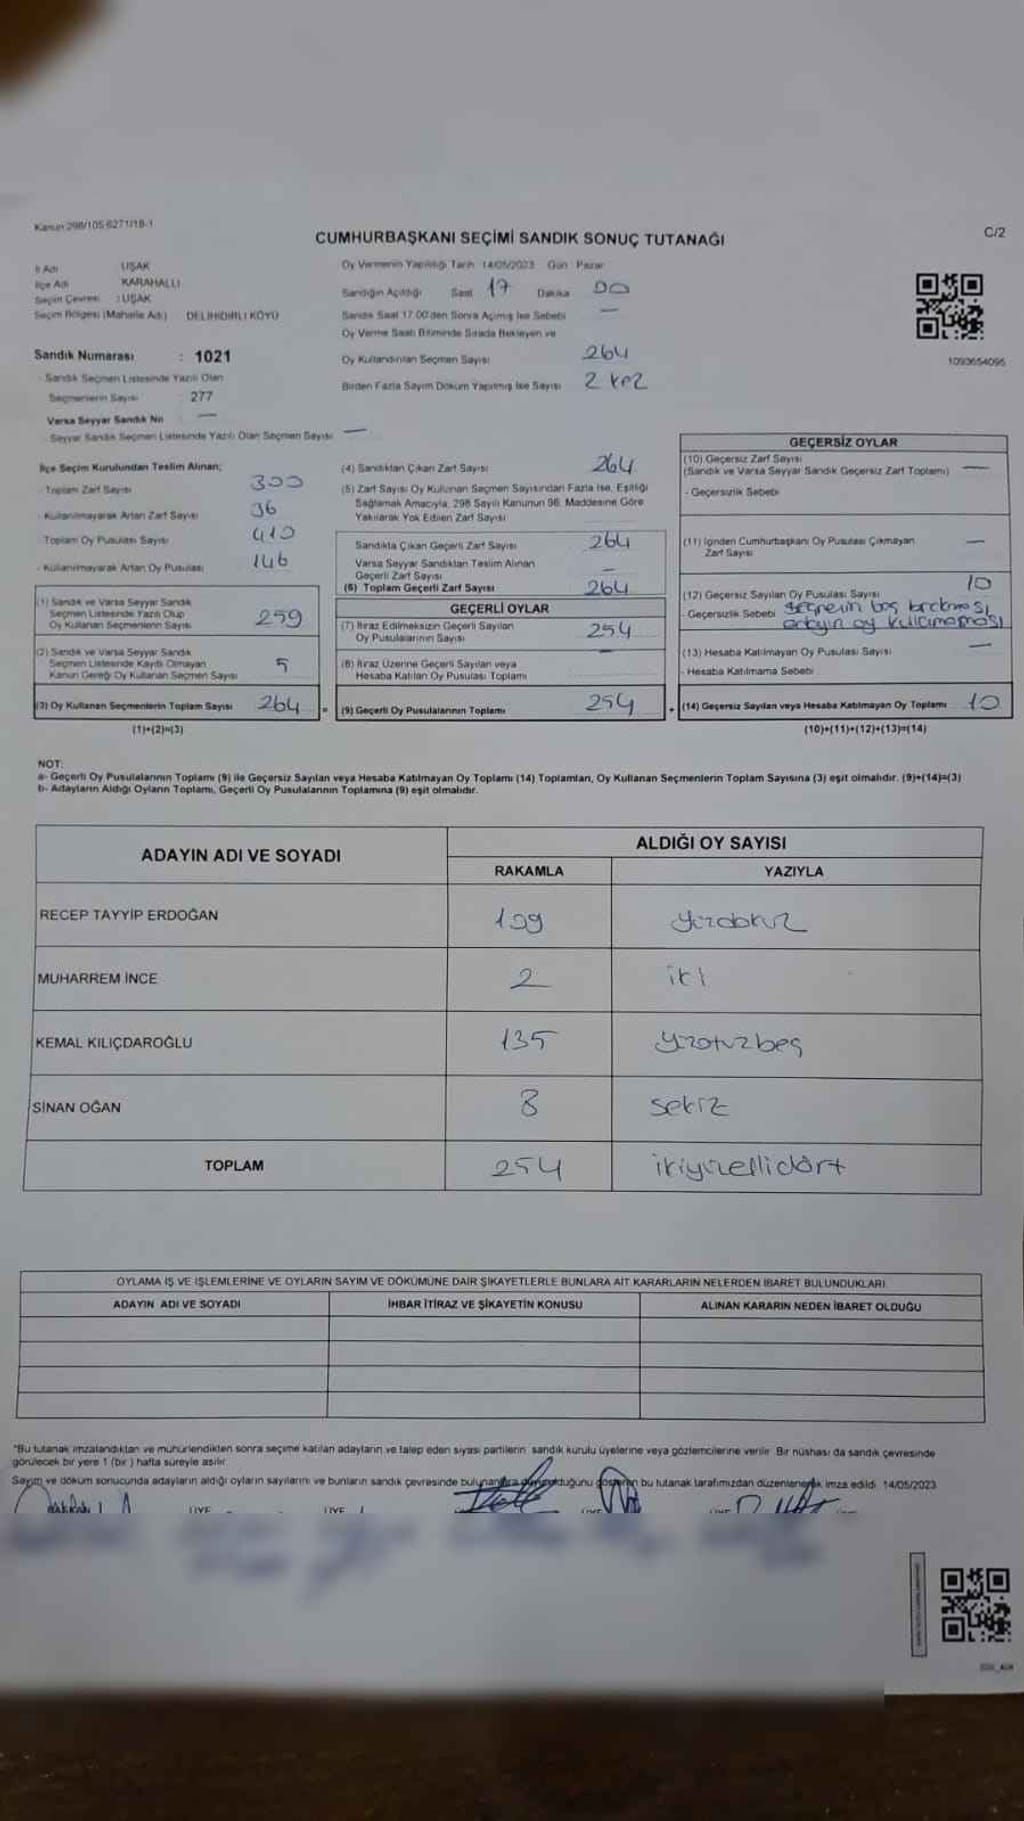 Kanun 298/105 6271/18-1
CUMHURBAŞKANI SEÇİMİ SANDIK SONUÇ TUTANAĞI
C/2
İl Adı UŞAK
İlçe Adı KARAHALLI
Seçim Çevresi : UŞAK
Seçim Bölgesi (Mahalle Adı) DELİHIDIRLI KÖYÜ
Oy Vermenin Yapıldığı Tarih 14/05/2023 Gün : Pazar
Sandığın Açıldığı Saat 17 Dakika 00
Sandık Saat 17.00'den Sonra Açılmış İse Sebebi —
Oy Verme Saati Bitiminde Sırada Bekleyen ve
Oy Kullandırılan Seçmen Sayısı 264
Birden Fazla Sayım Döküm Yapılmış İse Sayısı 2 kez
1093654095
Sandık Numarası : 1021
- Sandık Seçmen Listesinde Yazılı Olan
Seçmenlerin Sayısı 277
Varsa Seyyar Sandık No —
- Seyyar Sandık Seçmen Listesinde Yazılı Olan Seçmen Sayısı —
İlçe Seçim Kurulundan Teslim Alınan;
- Toplam Zarf Sayısı 300
- Kullanılmayarak Artan Zarf Sayısı 36
- Toplam Oy Pusulası Sayısı 410
- Kullanılmayarak Artan Oy Pusulası 146
(1) Sandık ve Varsa Seyyar Sandık
Seçmen Listesinde Yazılı Olup
Oy Kullanan Seçmenlerin Sayısı 259
(2) Sandık ve Varsa Seyyar Sandık
Seçmen Listesinde Kayıtlı Olmayan
Kanun Gereği Oy Kullanan Seçmen Sayısı 5
(3) Oy Kullanan Seçmenlerin Toplam Sayısı 264
(1)+(2)=(3)
(4) Sandıktan Çıkan Zarf Sayısı 264
(5) Zarf Sayısı Oy Kullanan Seçmen Sayısından Fazla İse, Eşitliği
Sağlamak Amacıyla, 298 Sayılı Kanunun 98. Maddesine Göre
Yakılarak Yok Edilen Zarf Sayısı
Sandıkta Çıkan Geçerli Zarf Sayısı 264
Varsa Seyyar Sandıktan Teslim Alınan
Geçerli Zarf Sayısı —
(6) Toplam Geçerli Zarf Sayısı 264
GEÇERLİ OYLAR
(7) İtiraz Edilmeksizin Geçerli Sayılan
Oy Pusulalarının Sayısı 254
(8) İtiraz Üzerine Geçerli Sayılan veya
Hesaba Katılan Oy Pusulası Toplamı —
= (9) Geçerli Oy Pusulalarının Toplamı 254
GEÇERSİZ OYLAR
(10) Geçersiz Zarf Sayısı
(Sandık ve Varsa Seyyar Sandık Geçersiz Zarf Toplamı) —
- Geçersizlik Sebebi
(11) İçinden Cumhurbaşkanı Oy Pusulası Çıkmayan
Zarf Sayısı —
(12) Geçersiz Sayılan Oy Pusulası Sayısı 10
- Geçersizlik Sebebi seçmenin boş bırakması,
oy kullanmaması
(13) Hesaba Katılmayan Oy Pusulası Sayısı —
- Hesaba Katılmama Sebebi
+ (14) Geçersiz Sayılan veya Hesaba Katılmayan Oy Toplamı 10
(10)+(11)+(12)+(13)=(14)
NOT:
a- Geçerli Oy Pusulalarının Toplamı (9) ile Geçersiz Sayılan veya Hesaba Katılmayan Oy Toplamı (14) Toplamları, Oy Kullanan Seçmenlerin Toplam Sayısına (3) eşit olmalıdır. (9)+(14)=(3)
b- Adayların Aldığı Oyların Toplamı, Geçerli Oy Pusulalarının Toplamına (9) eşit olmalıdır.
ADAYIN ADI VE SOYADI ALDIĞI OY SAYISI
RAKAMLA YAZIYLA
RECEP TAYYİP ERDOĞAN 109 yüzdokuz
MUHARREM İNCE 2 iki
KEMAL KILIÇDAROĞLU 135 yüzotuzbeş
SİNAN OĞAN 8 sekiz
TOPLAM 254 ikiyüzellidört
OYLAMA İŞ VE İŞLEMLERİNE VE OYLARIN SAYIM VE DÖKÜMÜNE DAİR ŞİKAYETLERLE BUNLARA AİT KARARLARIN NELERDEN İBARET BULUNDUKLARI
ADAYIN ADI VE SOYADI İHBAR İTİRAZ VE ŞİKAYETİN KONUSU ALINAN KARARIN NEDEN İBARET OLDUĞU
*Bu tutanak imzalandıktan ve mühürlendikten sonra seçime katılan adayların ve talep eden siyasi partilerin sandık kurulu üyelerine veya gözlemcilerine verilir. Bir nüshası da sandık çevresinde
görülecek bir yere 1 (bir ) hafta süreyle asılır.
Sayım ve döküm sonucunda adayların aldığı oyların sayılarını ve bunların sandık çevresinde bulunanlara duyurulduğunu gösteren bu tutanak tarafımızdan düzenlenerek imza edildi. 14/05/2023
ÜYE ÜYE ÜYE ÜYE